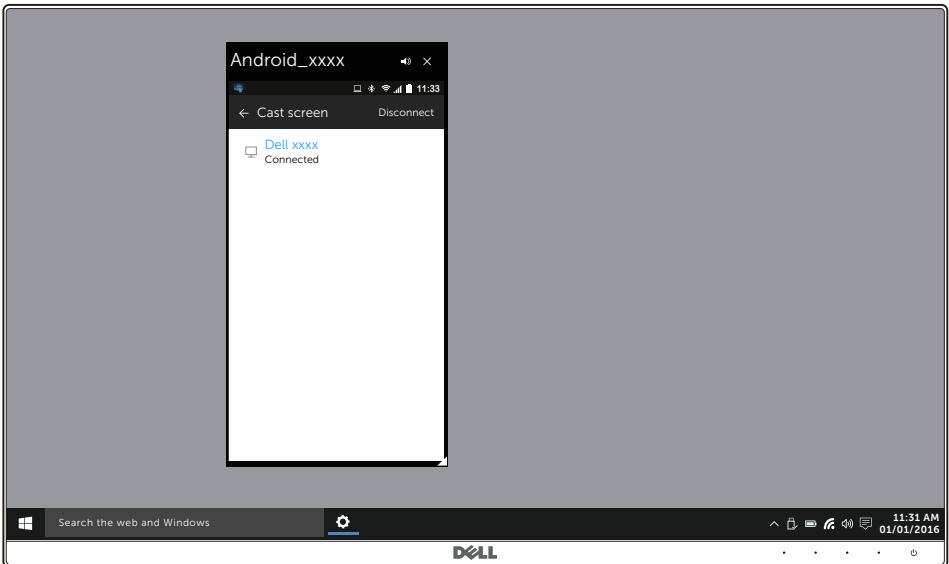 Android_xxxx
11:33
Cast screen Disconnect
Dell xxxx
Connected
Search the web and Windows
11:31 AM
01/01/2016
DELL